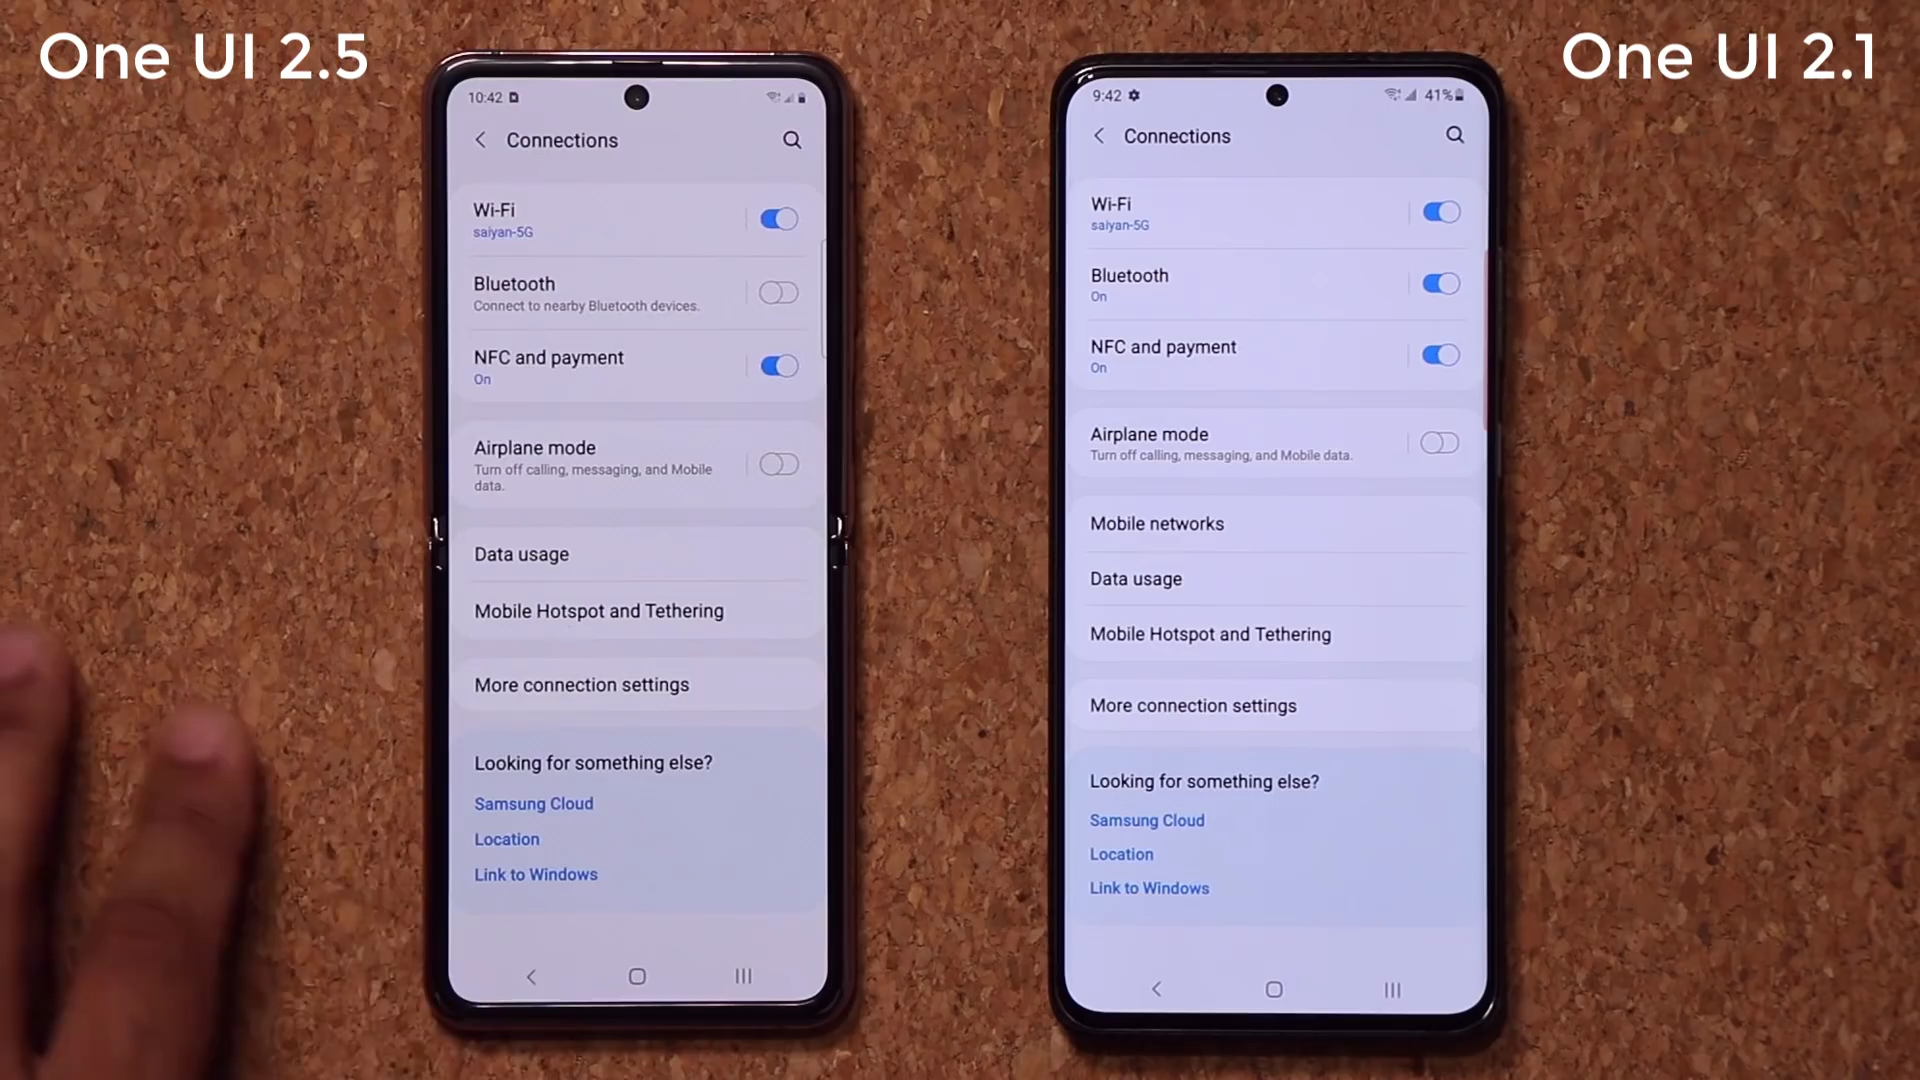 One UI 2.5
10:42
Connections
Wi-Fi
saiyan-5G
Bluetooth
Connect to nearby Bluetooth devices.
NFC and payment
On
Airplane mode
Turn off calling, messaging, and Mobile
data.
Data usage
Mobile Hotspot and Tethering
More connection settings
Looking for something else?
Samsung Cloud
Location
Link to Windows
One UI 2.1
9:42
41%
Connections
Wi-Fi
saiyan-5G
Bluetooth
On
NFC and payment
On
Airplane mode
Turn off calling, messaging, and Mobile data.
Mobile networks
Data usage
Mobile Hotspot and Tethering
More connection settings
Looking for something else?
Samsung Cloud
Location
Link to Windows